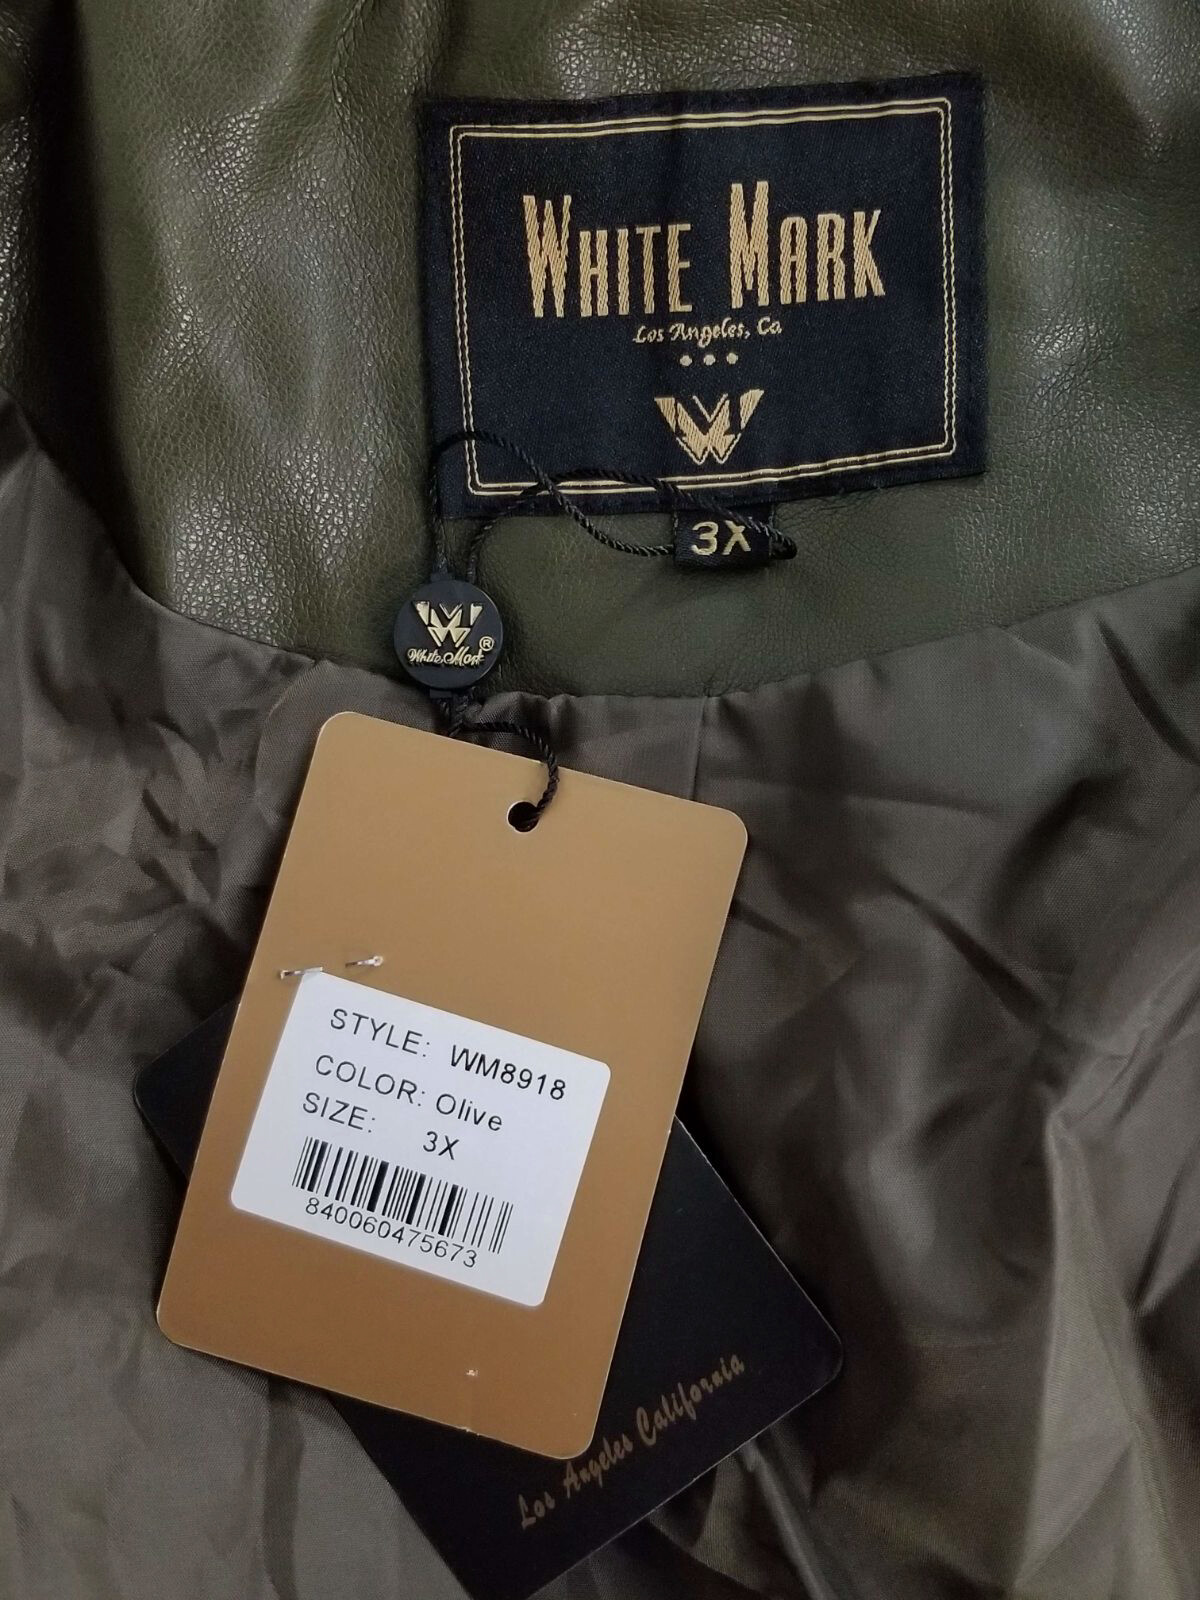 WHITE MARK
Los Angeles, Ca
3X
White Mark ®
STYLE: WM8918
COLOR: Olive
SIZE: 3X
840060475673
Los Angeles California